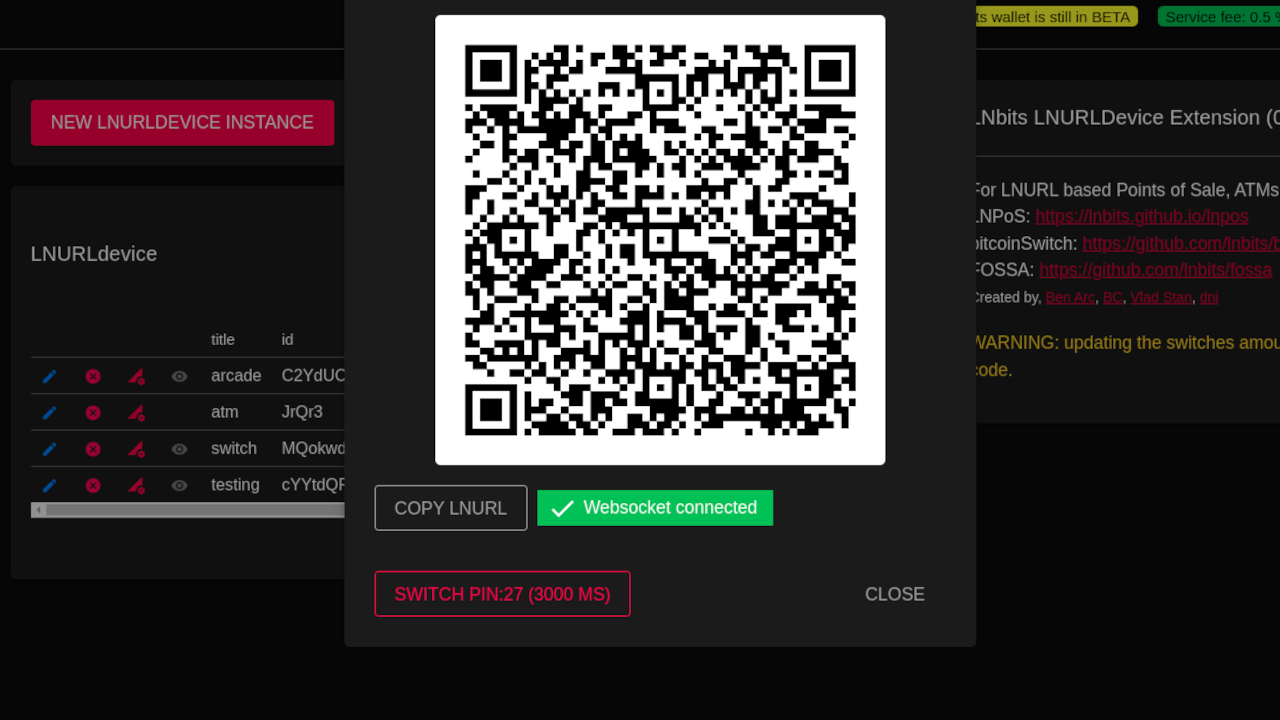 ts wallet is still in BETA
Service fee: 0.5 %
NEW LNURLDEVICE INSTANCE
LNbits LNURLDevice Extension (0
For LNURL based Points of Sale, ATMs
LNPoS: https://lnbits.github.io/lnpos
bitcoinSwitch: https://github.com/lnbits/b
FOSSA: https://github.com/lnbits/fossa
Created by, Ben Arc, BC, Vlad Stan, dni
WARNING: updating the switches amou
code.
LNURLdevice
title id
arcade C2YdUC
atm JrQr3
switch MQokwd
testing cYYtdQF
COPY LNURL
Websocket connected
SWITCH PIN:27 (3000 MS)
CLOSE